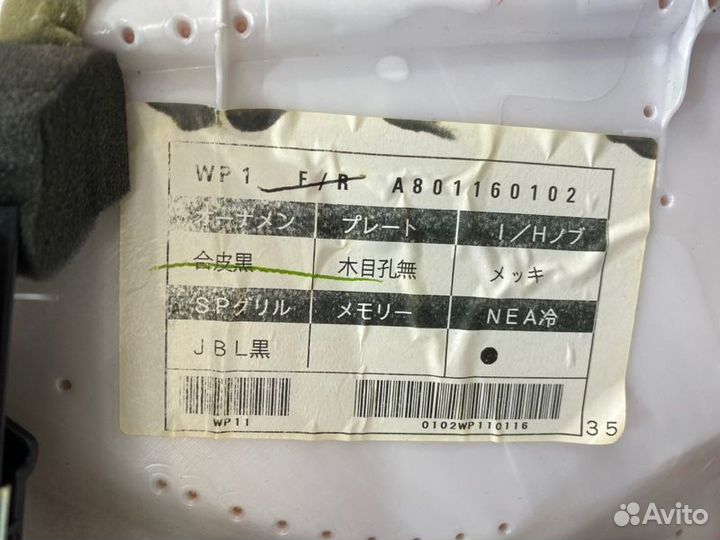 WP1 F/R A801160102
オーナメン プレート I/Hノブ
合皮黒 木目孔無 メッキ
SPグリル メモリー NEA冷
JBL黒 ●
WP11 0102WP110116
35
Avito